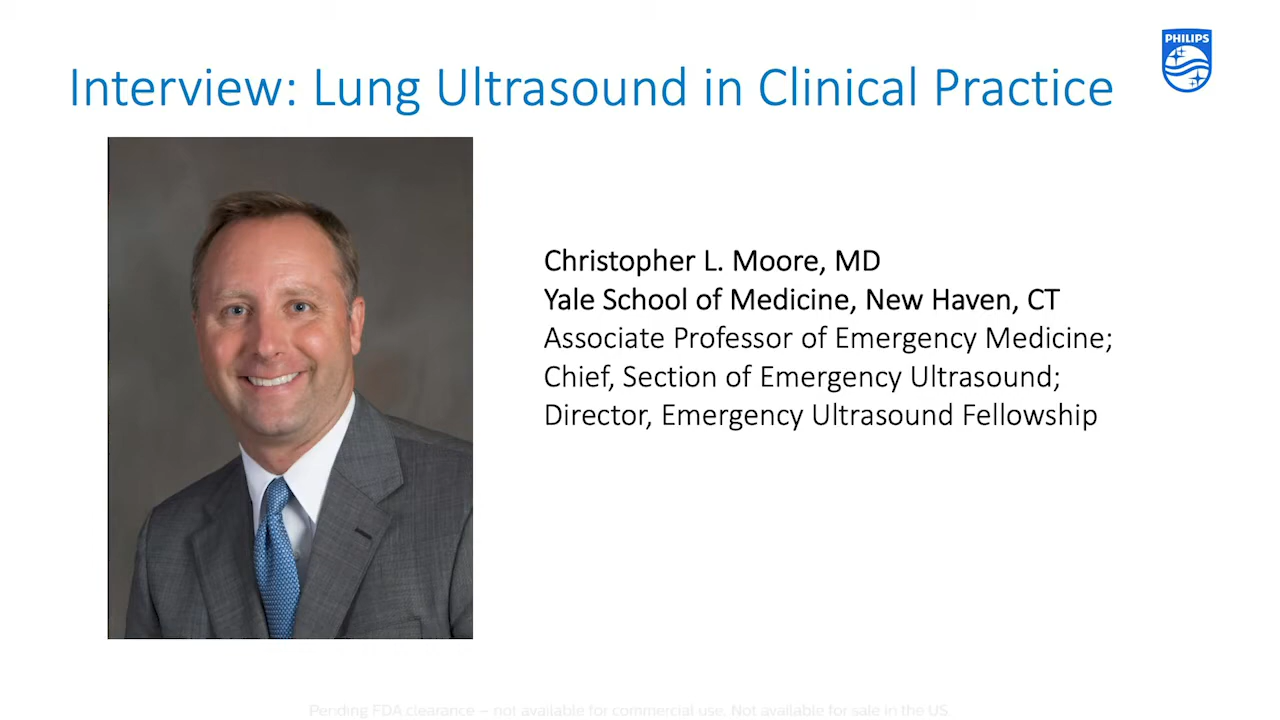 PHILIPS
Interview: Lung Ultrasound in Clinical Practice
Christopher L. Moore, MD
Yale School of Medicine, New Haven, CT
Associate Professor of Emergency Medicine;
Chief, Section of Emergency Ultrasound;
Director, Emergency Ultrasound Fellowship
Pending FDA clearance – not available for commercial use. Not available for sale in the US